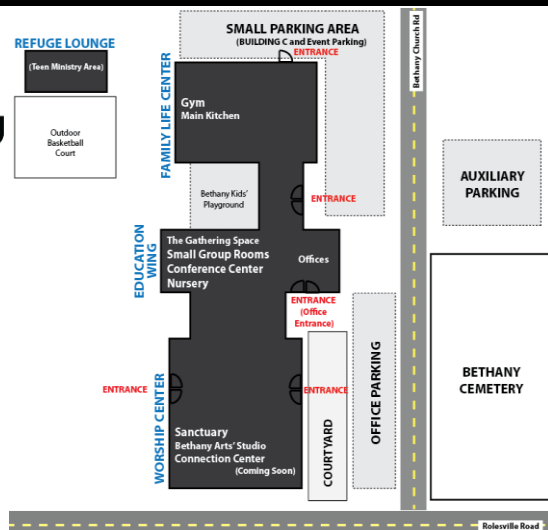 SMALL PARKING AREA
(BUILDING C and Event Parking)
ENTRANCE
REFUGE LOUNGE
(Teen Ministry Area)
Outdoor
Basketball
Court
FAMILY LIFE CENTER
Gym
Main Kitchen
Bethany Church Rd
AUXILIARY
PARKING
Bethany Kids'
Playground
ENTRANCE
EDUCATION
WING
The Gathering Space
Small Group Rooms
Conference Center
Nursery
Offices
ENTRANCE
(Office
Entrance)
WORSHIP CENTER
ENTRANCE
ENTRANCE
Sanctuary
Bethany Arts' Studio
Connection Center
(Coming Soon)
COURTYARD
OFFICE PARKING
BETHANY
CEMETERY
Rolesville Road